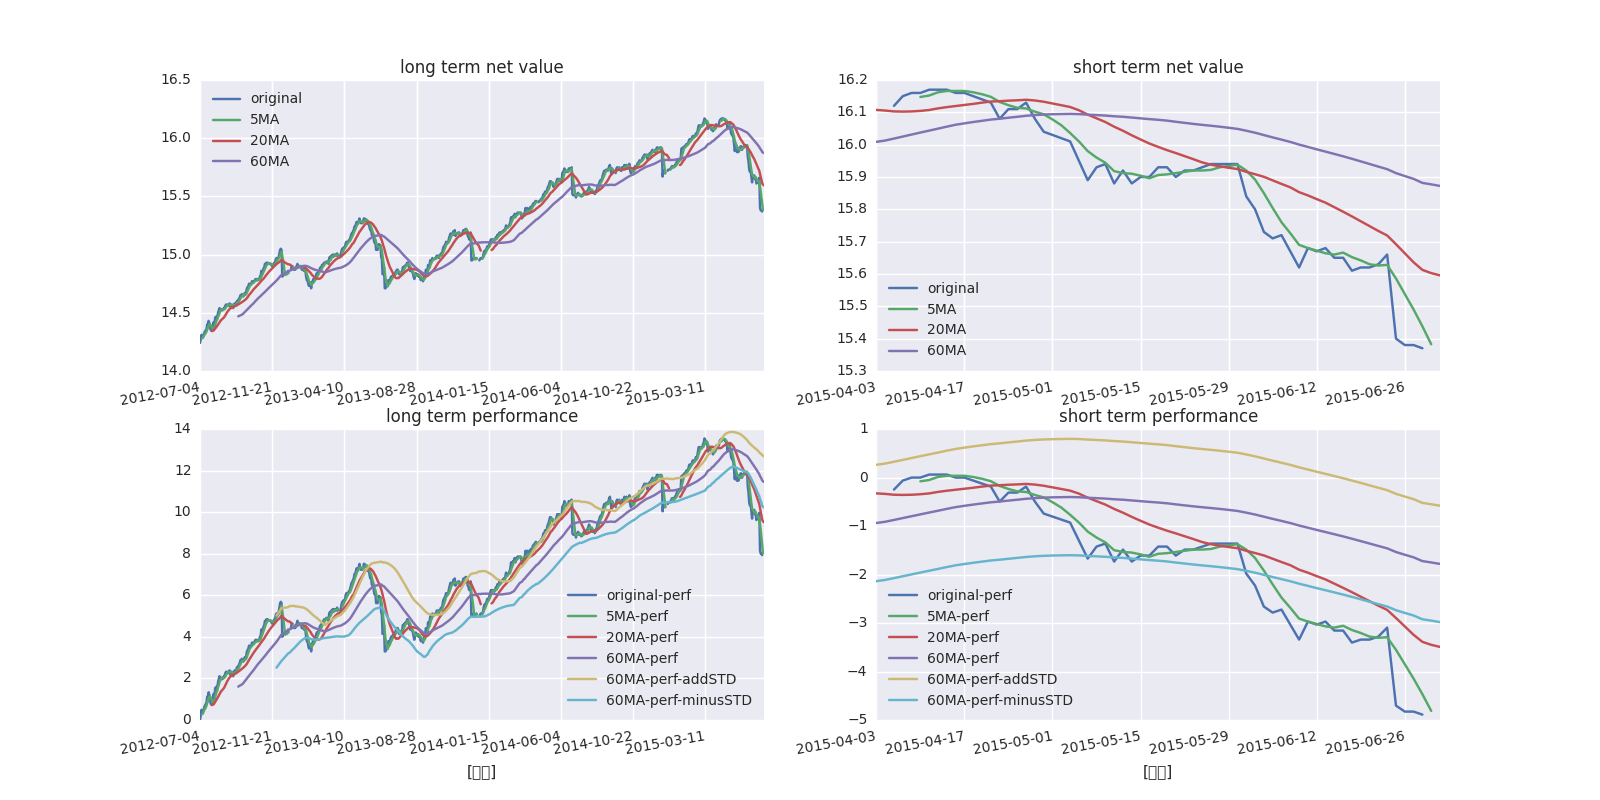 long term net value
16.5
16.0
15.5
15.0
14.5
14.0
original
5MA
20MA
60MA
2012-07-04
2012-11-21
2013-04-10
2013-08-28
2014-01-15
2014-06-04
2014-10-22
2015-03-11
short term net value
16.2
16.1
16.0
15.9
15.8
15.7
15.6
15.5
15.4
15.3
original
5MA
20MA
60MA
2015-04-03
2015-04-17
2015-05-01
2015-05-15
2015-05-29
2015-06-12
2015-06-26
long term performance
14
12
10
8
6
4
2
0
original-perf
5MA-perf
20MA-perf
60MA-perf
60MA-perf-addSTD
60MA-perf-minusSTD
2012-07-04
2012-11-21
2013-04-10
2013-08-28
2014-01-15
2014-06-04
2014-10-22
2015-03-11
short term performance
1
0
−1
−2
−3
−4
−5
original-perf
5MA-perf
20MA-perf
60MA-perf
60MA-perf-addSTD
60MA-perf-minusSTD
2015-04-03
2015-04-17
2015-05-01
2015-05-15
2015-05-29
2015-06-12
2015-06-26